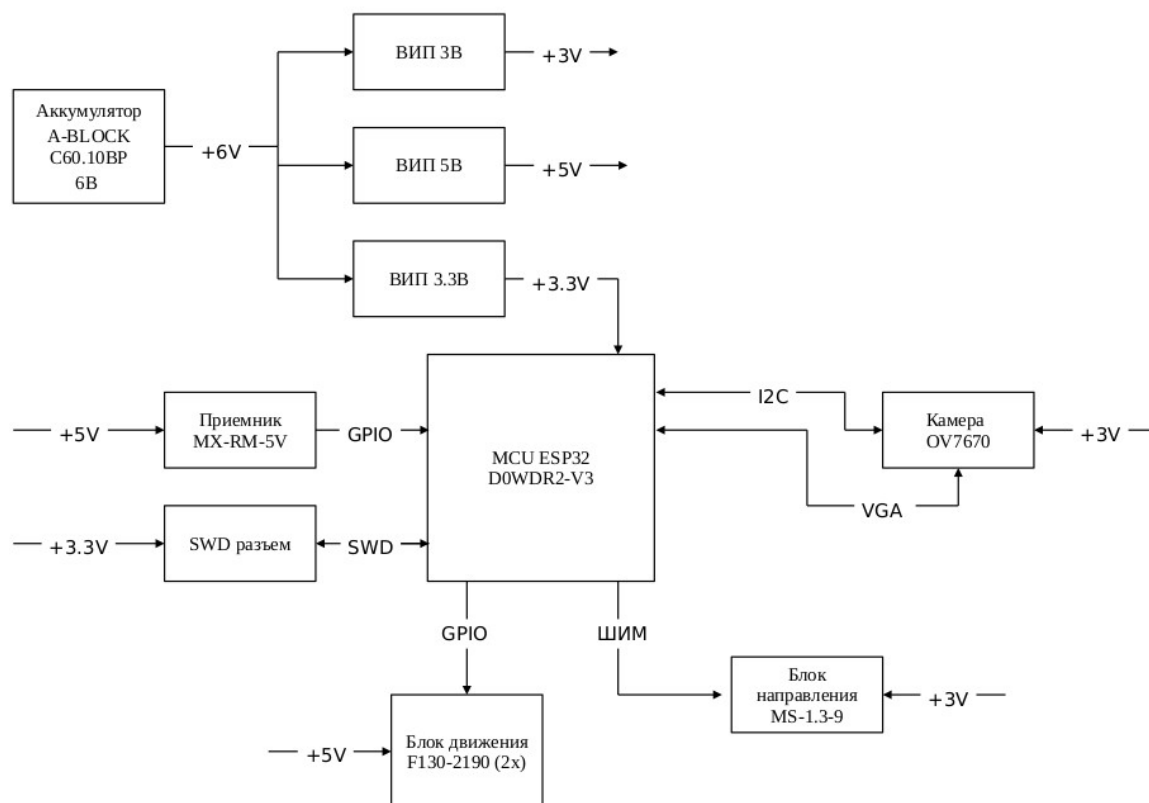 ВИП 3В
+3V
Аккумулятор
A-BLOCK
C60.10BP
6В
+6V
ВИП 5В
+5V
ВИП 3.3В
+3.3V
+5V
Приемник
MX-RM-5V
GPIO
MCU ESP32
D0WDR2-V3
I2C
Камера
OV7670
+3V
VGA
+3.3V
SWD разъем
SWD
GPIO
ШИМ
Блок
направления
MS-1.3-9
+3V
+5V
Блок движения
F130-2190 (2x)